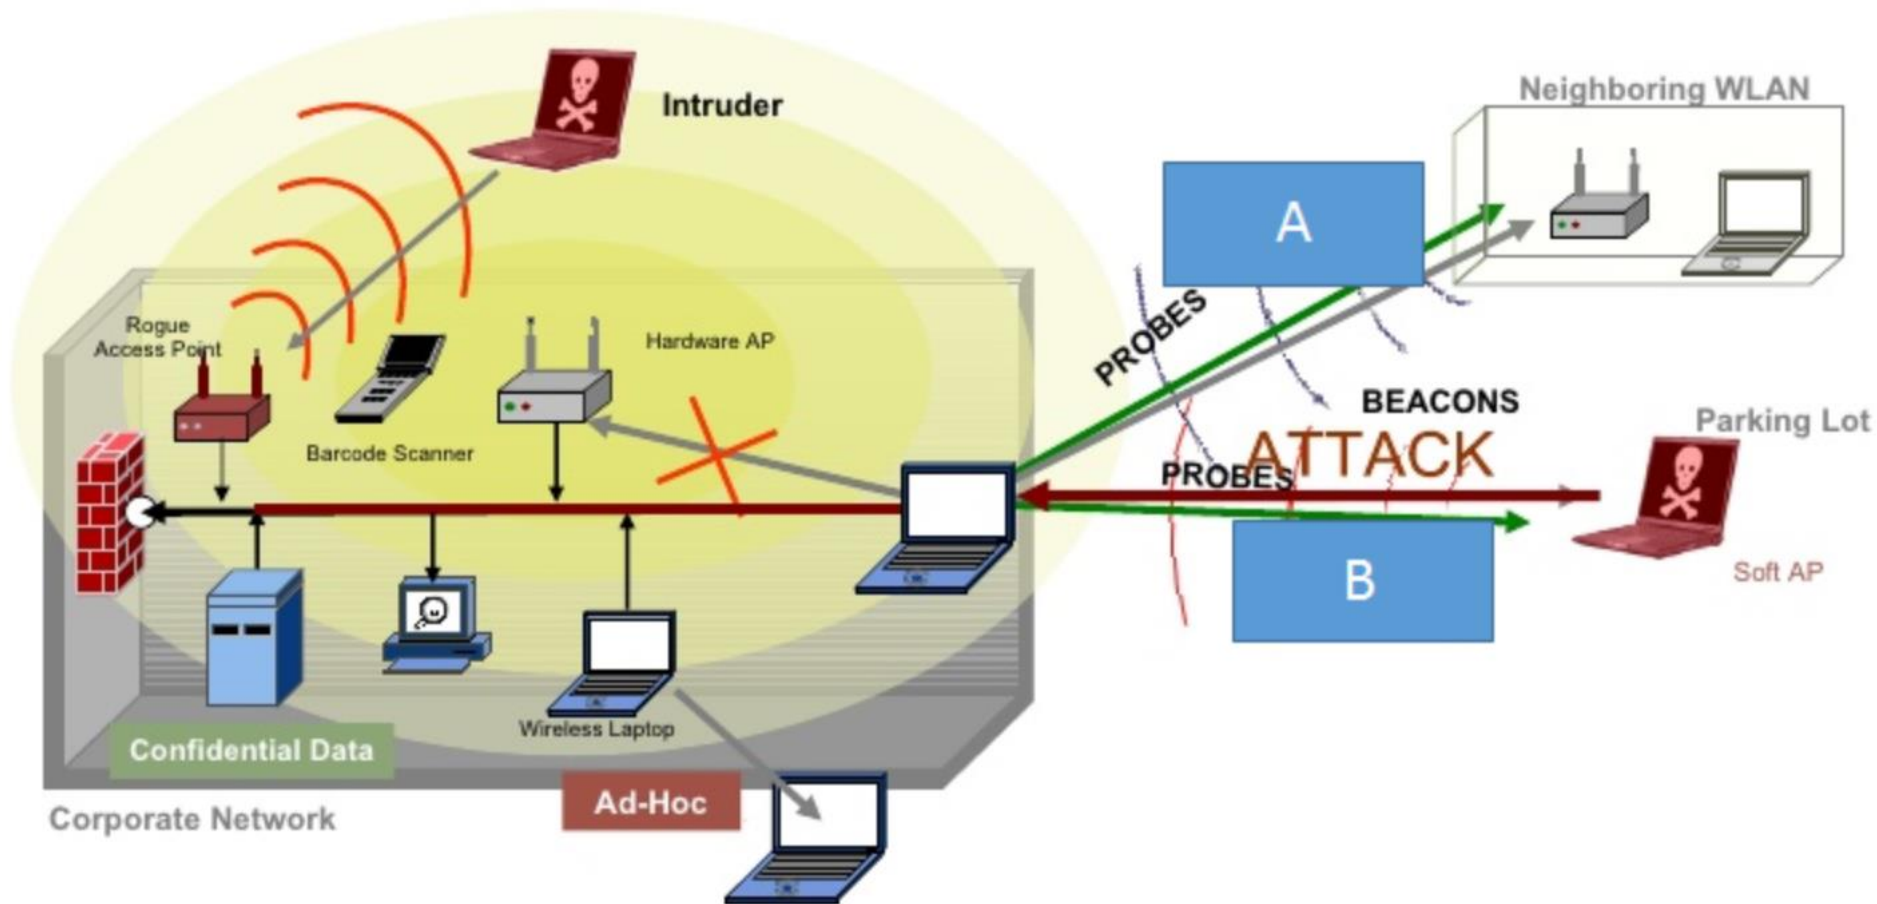 Intruder
Neighboring WLAN
A
Rogue
Access Point
Hardware AP
PROBES
BEACONS
Parking Lot
ATTACK
Barcode Scanner
PROBES
B
Soft AP
Wireless Laptop
Confidential Data
Ad-Hoc
Corporate Network